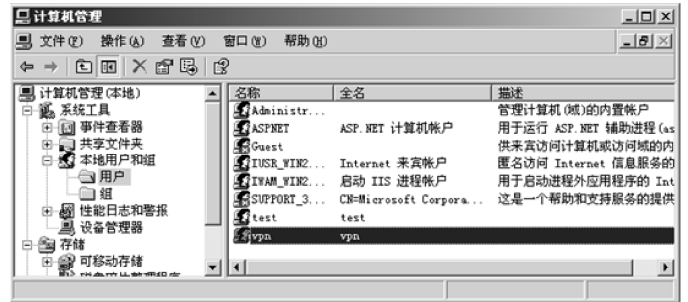 计算机管理
文件(F) 操作(A) 查看(V) 窗口(W) 帮助(H)
计算机管理(本地)
系统工具
事件查看器
共享文件夹
本地用户和组
用户
组
性能日志和警报
设备管理器
存储
可移动存储
名称 全名 描述
Administr... 管理计算机(域)的内置帐户
ASPNET ASP.NET 计算机帐户 用于运行 ASP.NET 辅助进程(as
Guest 供来宾访问计算机或访问域的内
IUSR_WIN2... Internet 来宾帐户 匿名访问 Internet 信息服务的
IWAM_WIN2... 启动 IIS 进程帐户 用于启动进程外应用程序的 Int
SUPPORT_3... CN=Microsoft Corpora... 这是一个帮助和支持服务的提供
test test
vpn vpn